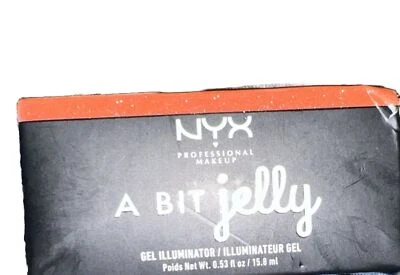 NYX
PROFESSIONAL
MAKEUP
A BIT jelly
GEL ILLUMINATOR / ILLUMINATEUR GEL
Poids Net Wt. 0.53 fl oz / 15.8 ml